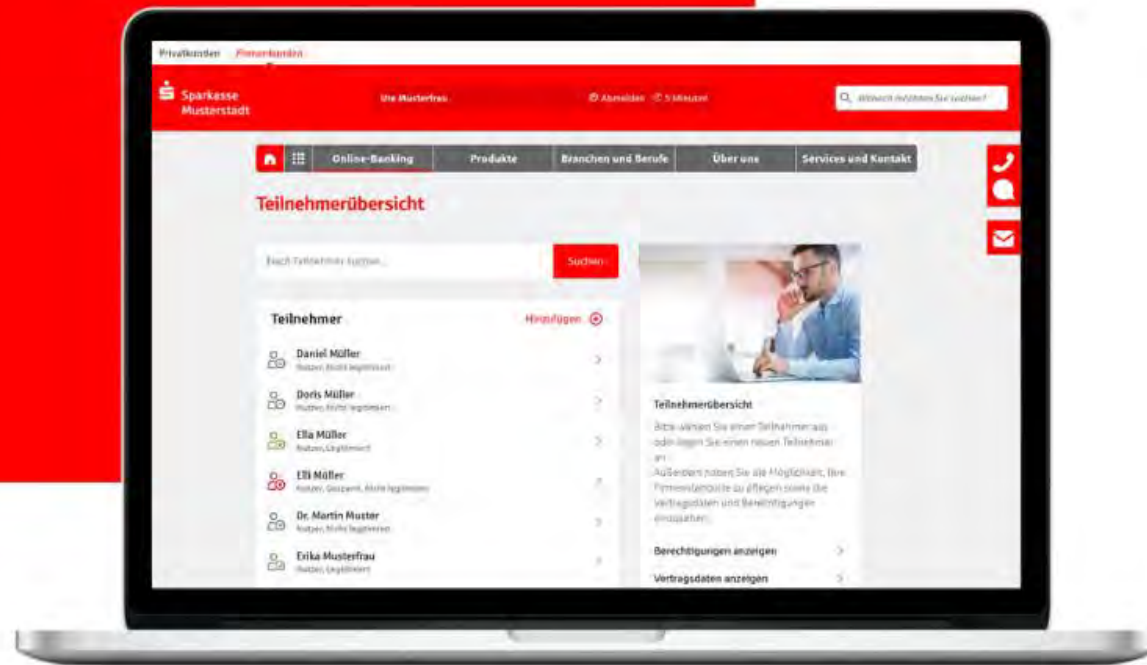 Privatkunden Firmenkunden
Sparkasse
Musterstadt
Ute Musterfrau
Abmelden 5 Minuten
Wonach möchten Sie suchen?
Online-Banking Produkte Branchen und Berufe Über uns Services und Kontakt
Teilnehmerübersicht
Nach Teilnehmer suchen...
Suchen
Teilnehmer Hinzufügen
Daniel Müller
Nutzer, Nicht legitimiert
Doris Müller
Nutzer, Nicht legitimiert
Ella Müller
Nutzer, Legitimiert
Elli Müller
Nutzer, Gesperrt, Nicht legitimiert
Dr. Martin Muster
Nutzer, Nicht legitimiert
Erika Musterfrau
Nutzer, Legitimiert
Teilnehmerübersicht
Bitte wählen Sie einen Teilnehmer aus
oder legen Sie einen neuen Teilnehmer
an.
Außerdem haben Sie die Möglichkeit, Ihre
Firmenstandorte zu pflegen sowie die
Vertragsdaten und Berechtigungen
einzusehen.
Berechtigungen anzeigen
Vertragsdaten anzeigen